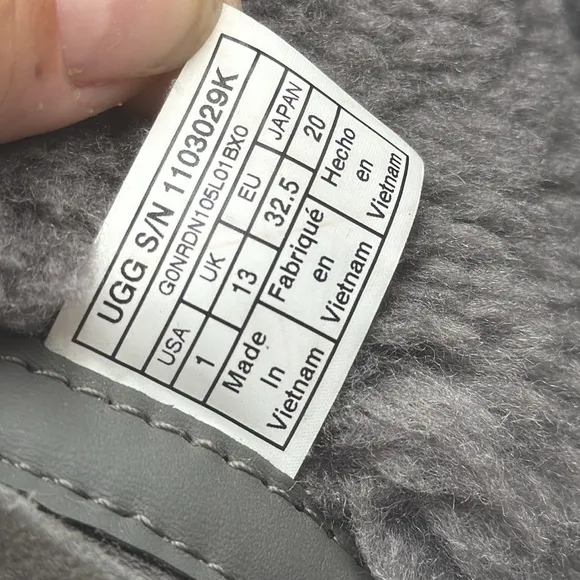 UGG S/N 1103029K
G0NRDN105L01BX0
USA UK EU JAPAN
1 13 32.5 20
Made Fabriqué Hecho
In en en
Vietnam Vietnam Vietnam